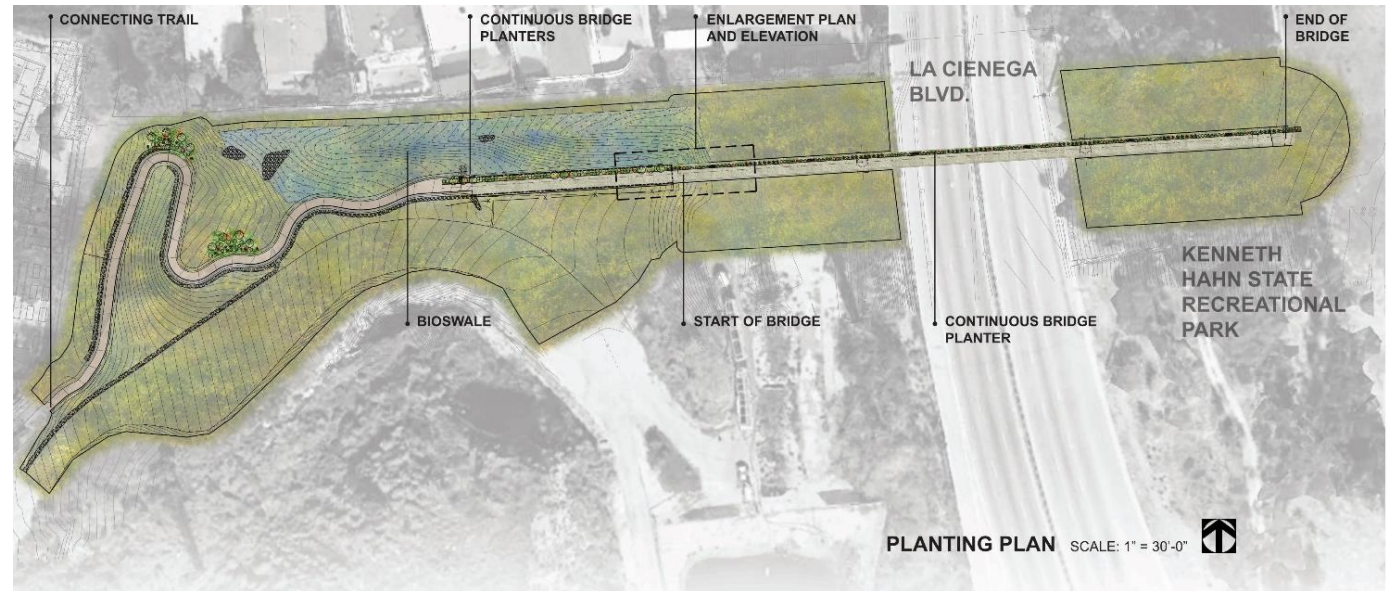 CONNECTING TRAIL
CONTINUOUS BRIDGE
PLANTERS
ENLARGEMENT PLAN
AND ELEVATION
END OF
BRIDGE
LA CIENEGA
BLVD.
KENNETH
HAHN STATE
RECREATIONAL
PARK
BIOSWALE
START OF BRIDGE
CONTINUOUS BRIDGE
PLANTER
PLANTING PLAN SCALE: 1" = 30'-0"